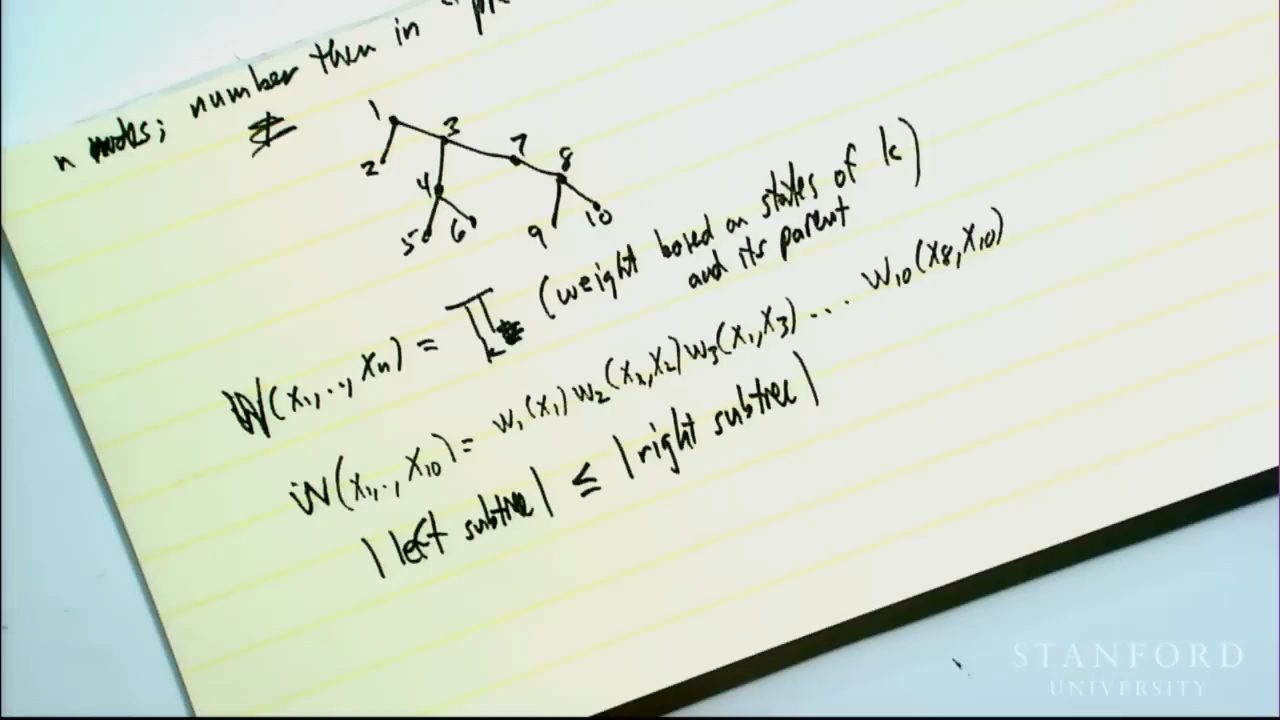 n nodes; number them in "p
1
3
7
8
2
4
5
6
9
10
W(x₁,..,xₙ) = ∏ₖ (weight based on states of k
and its parent)
W(x₁,..,x₁₀) = w₁(x₁) w₂(x₂,x₂) w₃(x₁,x₃) ... w₁₀(x₈,x₁₀)
|left subtree| ≤ |right subtree|
STANFORD
UNIVERSITY